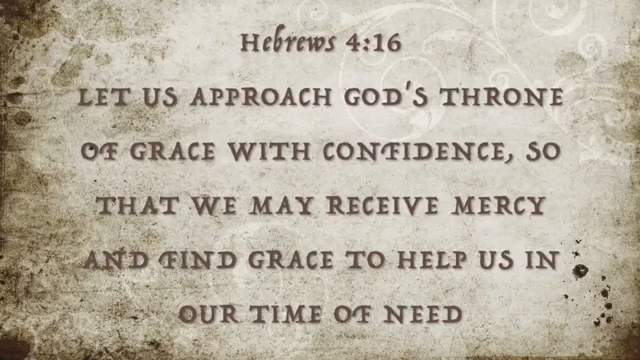 Hebrews 4:16
LET US APPROACH GOD'S THRONE
OF GRACE WITH CONFIDENCE, SO
THAT WE MAY RECEIVE MERCY
AND FIND GRACE TO HELP US IN
OUR TIME OF NEED